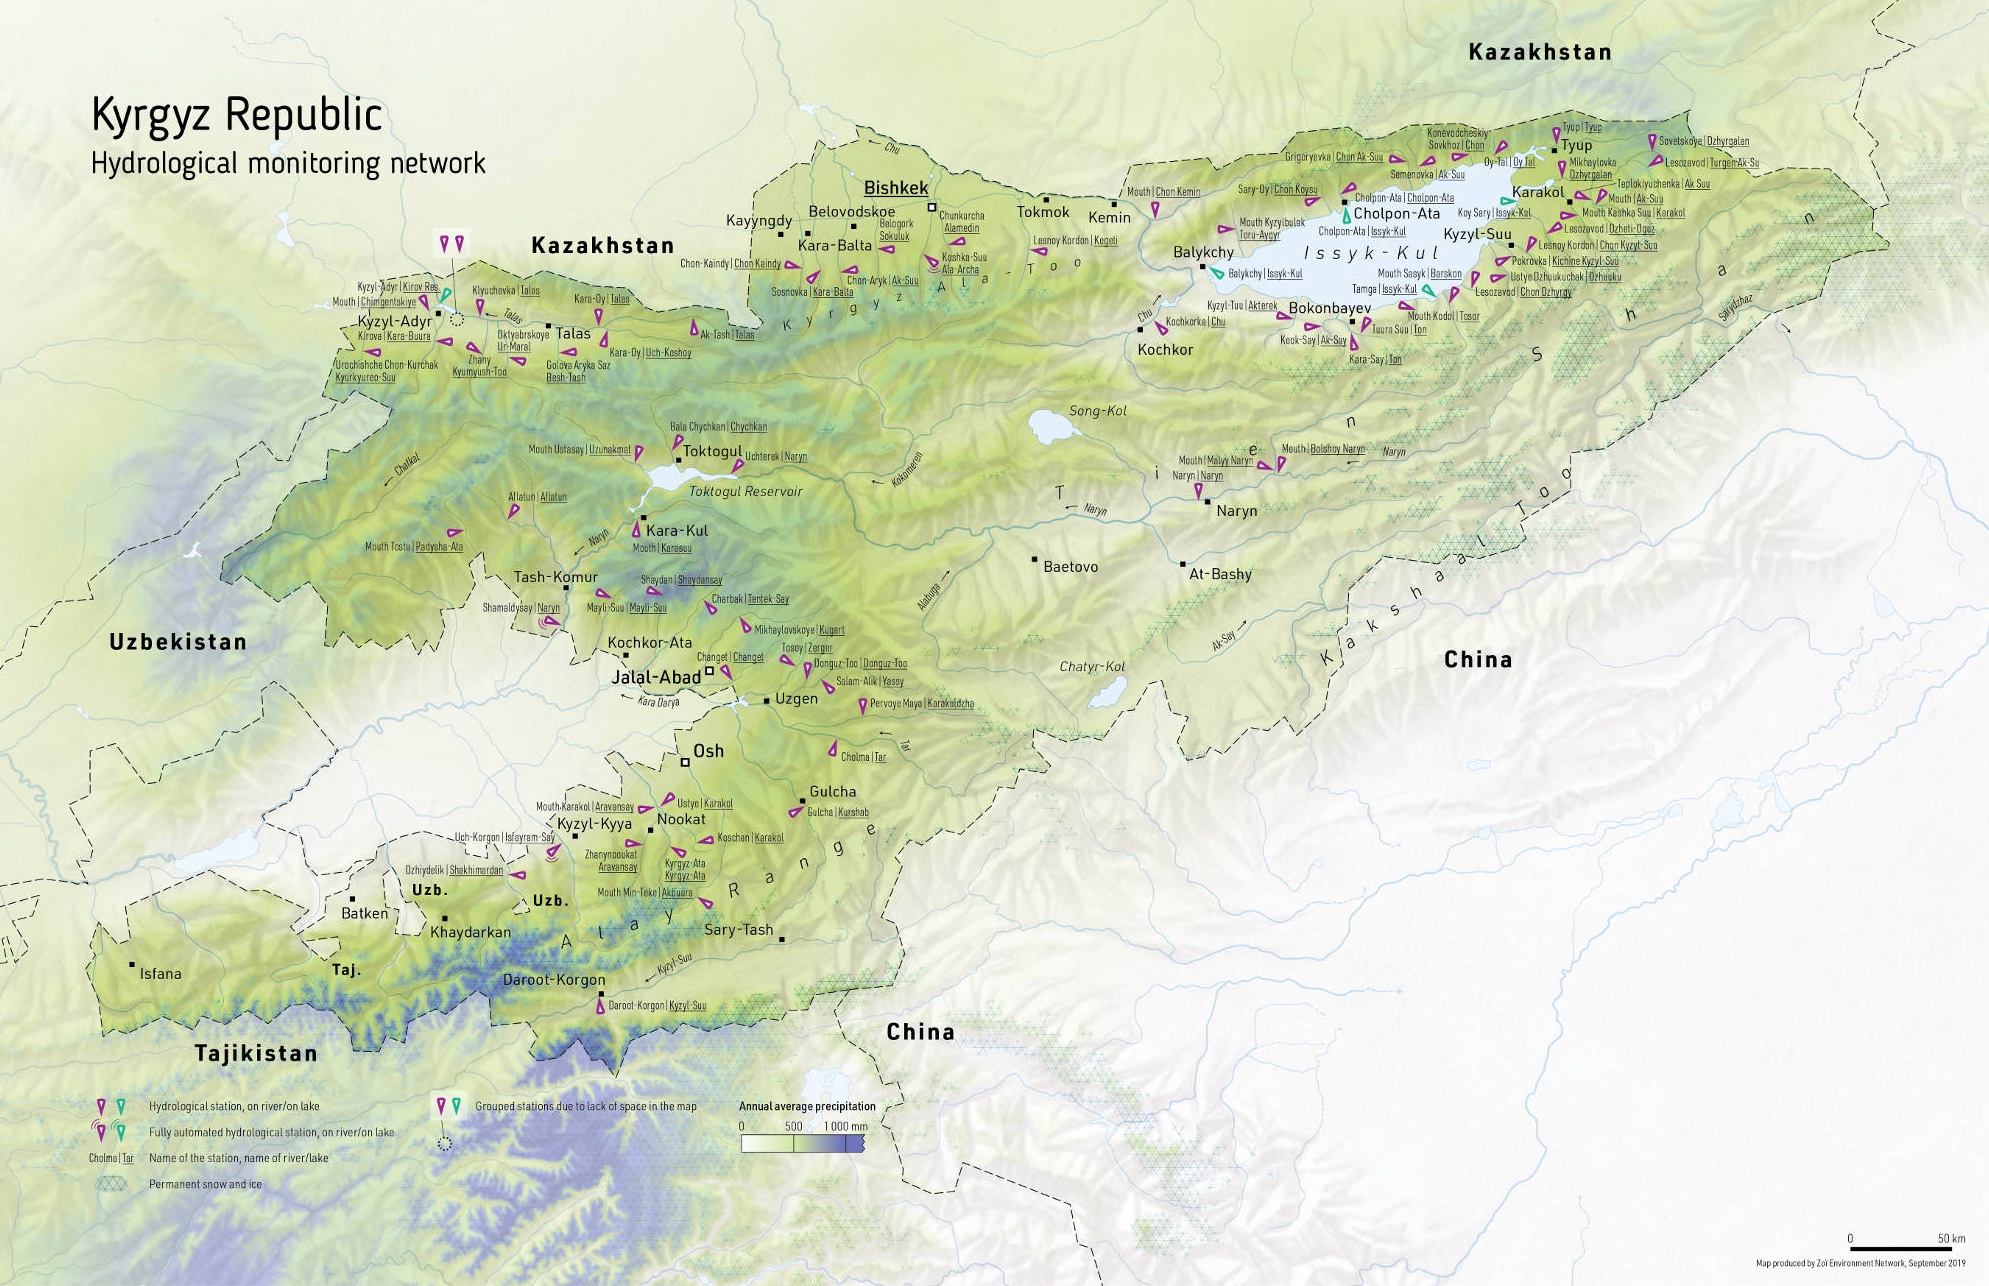 Kyrgyz Republic
Hydrological monitoring network
Kazakhstan
Kazakhstan
Uzbekistan
Tajikistan
China
China
Uzb.
Uzb.
Taj.
Chu
Bishkek
Kayyngdy
Belovodskoe
Kara-Balta
Belogork
Sokuluk
Chunkurcha
Alamedin
Chon-Kaindy | Chon Kaindy
Sosnovka | Kara-Balta
Chon-Aryk | Ak-Suu
Kashka-Suu
Ala-Archa
Tokmok
Kemin
Lesnoy Kordon | Kegeti
Mouth | Chon Kemin
Kyrgyz Ala-Too
Grigoryevka | Chon Ak-Suu
Konevodcheskiy
Sovkhoz | Chon
Semenovka | Ak-Suu
Oy-Tal | Oy Tal
Tyup | Tyup
Tyup
Sovetskoye | Dzhyrgalan
Mikhaylovka
Dzhyrgalan
Lesozavod | Turgen-Ak-Su
Karakol
Teploklyuchenka | Ak Suu
Mouth | Ak-Suu
Mouth Kashka Suu | Karakol
Koy Sary | Issyk-Kul
Lesozavod | Dzheti-Oguz
Kyzyl-Suu
Lesnoy Kordon | Chon Kyzyl-Suu
Pokrovka | Kichine Kyzyl-Suu
Ustye Dzhuukuchak | Dzhuuku
Lesozavod | Chon Dzhyrgy
Mouth Sasyk | Barskon
Tamga | Issyk-Kul
Mouth Kodol | Tosor
Sary-Oy | Chon Koysu
Cholpon-Ata | Cholpon-Ata
Cholpon-Ata
Cholpon-Ata | Issyk-Kul
Issyk-Kul
Mouth Kyzylbulak
Toru-Aygyr
Balykchy
Balykchy | Issyk-Kul
Kyzyl-Tuu | Akterek
Bokonbayev
Tuura Suu | Ton
Keok-Say | Ak-Say
Kara-Say | Ton
Chu
Kochkorka | Chu
Kochkor
Sarydzhaz
Tien Shan
Kyzyl-Adyr | Kirov Res.
Mouth | Chimgentskiye
Klyuchevka | Talas
Kyzyl-Adyr
Talas
Kirova | Kara-Buura
Urochishche Chon-Kurchak
Kyurkyureo-Suu
Zhany
Kyumyush-Too
Oktyabrskoye
Ur-Maral
Talas
Golova Aryka Saz
Besh-Tash
Kara-Oy | Talas
Kara-Oy | Uch-Koshoy
Ak-Tash | Talas
Song-Kol
Bala Chychkan | Chychkan
Mouth Ustasay | Uzunakmat
Toktogul
Uchterek | Naryn
Toktogul Reservoir
Kokomeren
Chatkal
Aflatun | Aflatun
Mouth Tostu | Padysha-Ata
Naryn
Kara-Kul
Mouth | Karasuu
Mouth | Malyy Naryn
Mouth | Bolshoy Naryn
Naryn
Naryn | Naryn
Naryn
Naryn
Baetovo
At-Bashy
Kakshaal Too
Alabuga
Ak-Say
Chatyr-Kol
Tash-Komur
Shamaldysay | Naryn
Mayli-Suu | Mayli-Suu
Shaydan | Shaydansay
Charbak | Tentek-Say
Mikhaylovskoye | Kugart
Kochkor-Ata
Changet | Changet
Jalal-Abad
Tosoy | Zerger
Donguz-Too | Donguz-Too
Salam-Alik | Yassy
Kara Darya
Uzgen
Pervoye Maya | Karakuldzha
Tar
Cholma | Tar
Osh
Gulcha
Gulcha | Kurshab
Mouth Karakol | Aravansay
Ustye | Karakol
Kyzyl-Kyya
Nookat
Koschan | Karakol
Uch-Korgon | Isfayram-Say
Zhanynookat
Aravansay
Kyrgyz-Ata
Kyrgyz-Ata
Dzhiydelik | Shakhimardan
Mouth Min-Teke | Akbuura
Alay Range
Batken
Khaydarkan
Isfana
Sary-Tash
Kyzyl-Suu
Daroot-Korgon
Daroot-Korgon | Kyzyl-Suu
Hydrological station, on river/on lake
Fully automated hydrological station, on river/on lake
Cholma | Tar Name of the station, name of river/lake
Permanent snow and ice
Grouped stations due to lack of space in the map
Annual average precipitation
0 500 1 000 mm
0 50 km
Map produced by Zoï Environment Network, September 2019